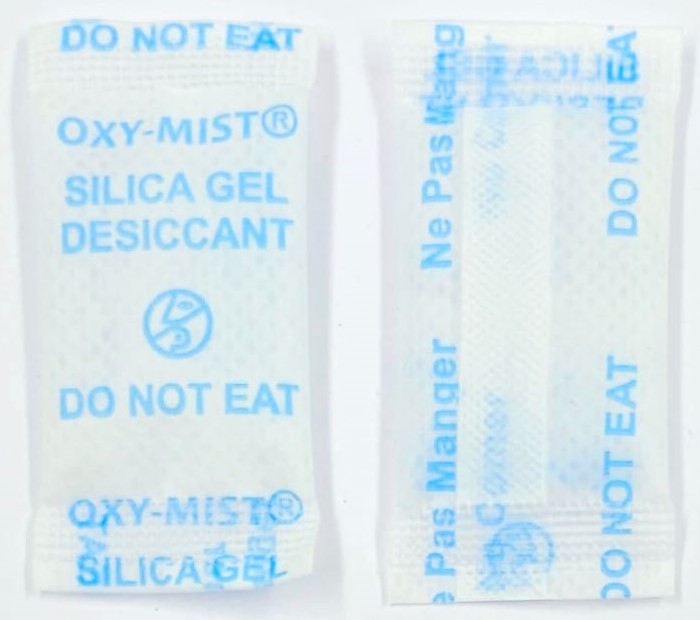 DO NOT EAT
OXY-MIST®
SILICA GEL
DESICCANT
DO NOT EAT
OXY-MIST®
SILICA GEL
Ne Pas
Pas Manger
DO NOT EAT
DO NOT EAT